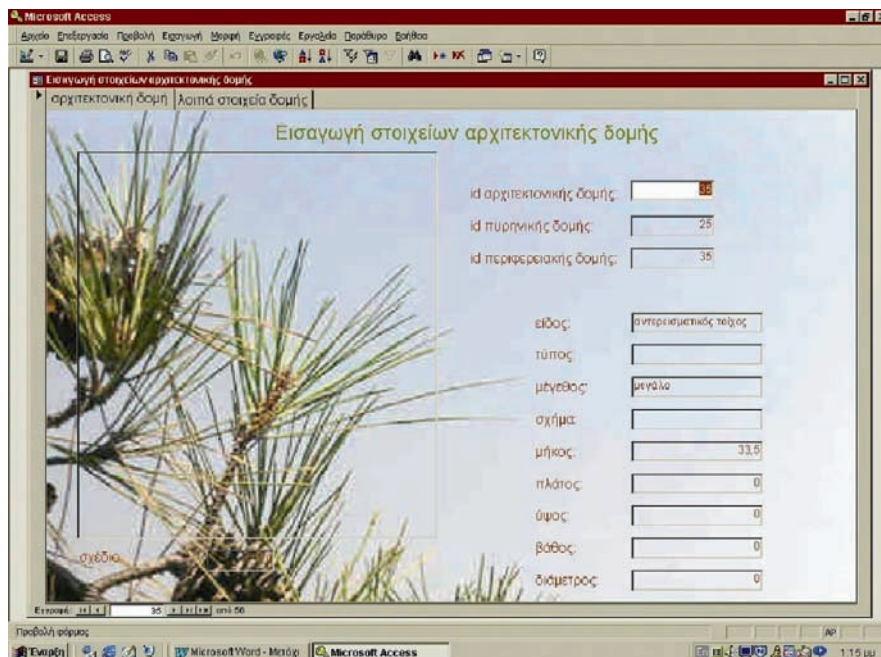 Microsoft Access
Αρχείο Επεξεργασία Προβολή Εισαγωγή Μορφή Εγγραφές Εργαλεία Παράθυρο Βοήθεια
Εισαγωγή στοιχείων αρχιτεκτονικής δομής
αρχιτεκτονική δομή λοιπά στοιχεία δομής
Εισαγωγή στοιχείων αρχιτεκτονικής δομής
id αρχιτεκτονικής δομής: 35
id πυρηνικής δομής: 25
id περιφερειακής δομής: 35
είδος: αντερεισματικός τοίχος
τύπος:
μέγεθος: μεγάλο
σχήμα:
μήκος: 33,5
πλάτος: 0
ύψος: 0
βάθος: 0
σχέδιο
διάμετρος: 0
Εγγραφή: 35 από 56
Προβολή φόρμας
Έναρξη Microsoft Word - Microsoft Access 1:15 μμ